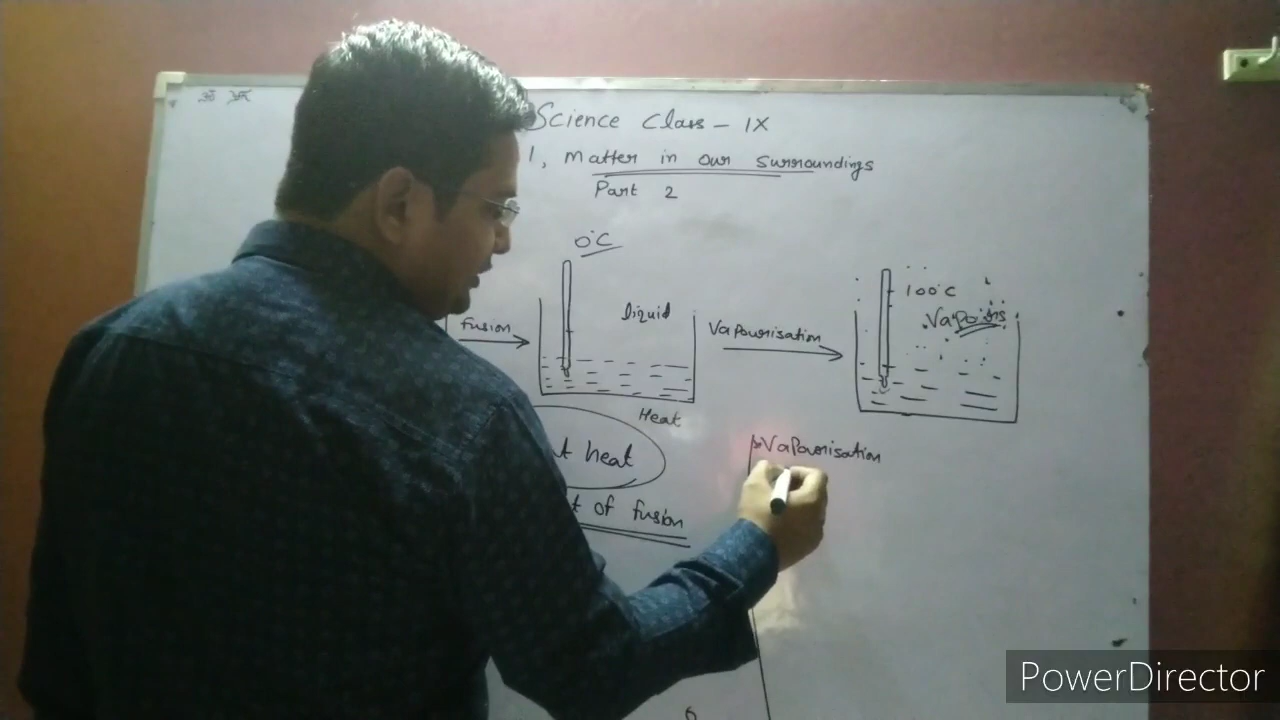 Science Class - IX
1, Matter in our surroundings
Part 2
0°C
100°C
liquid
Vapours
Fusion
Vapourisation
Heat
Vapourisation
t heat
t of fusion
PowerDirector